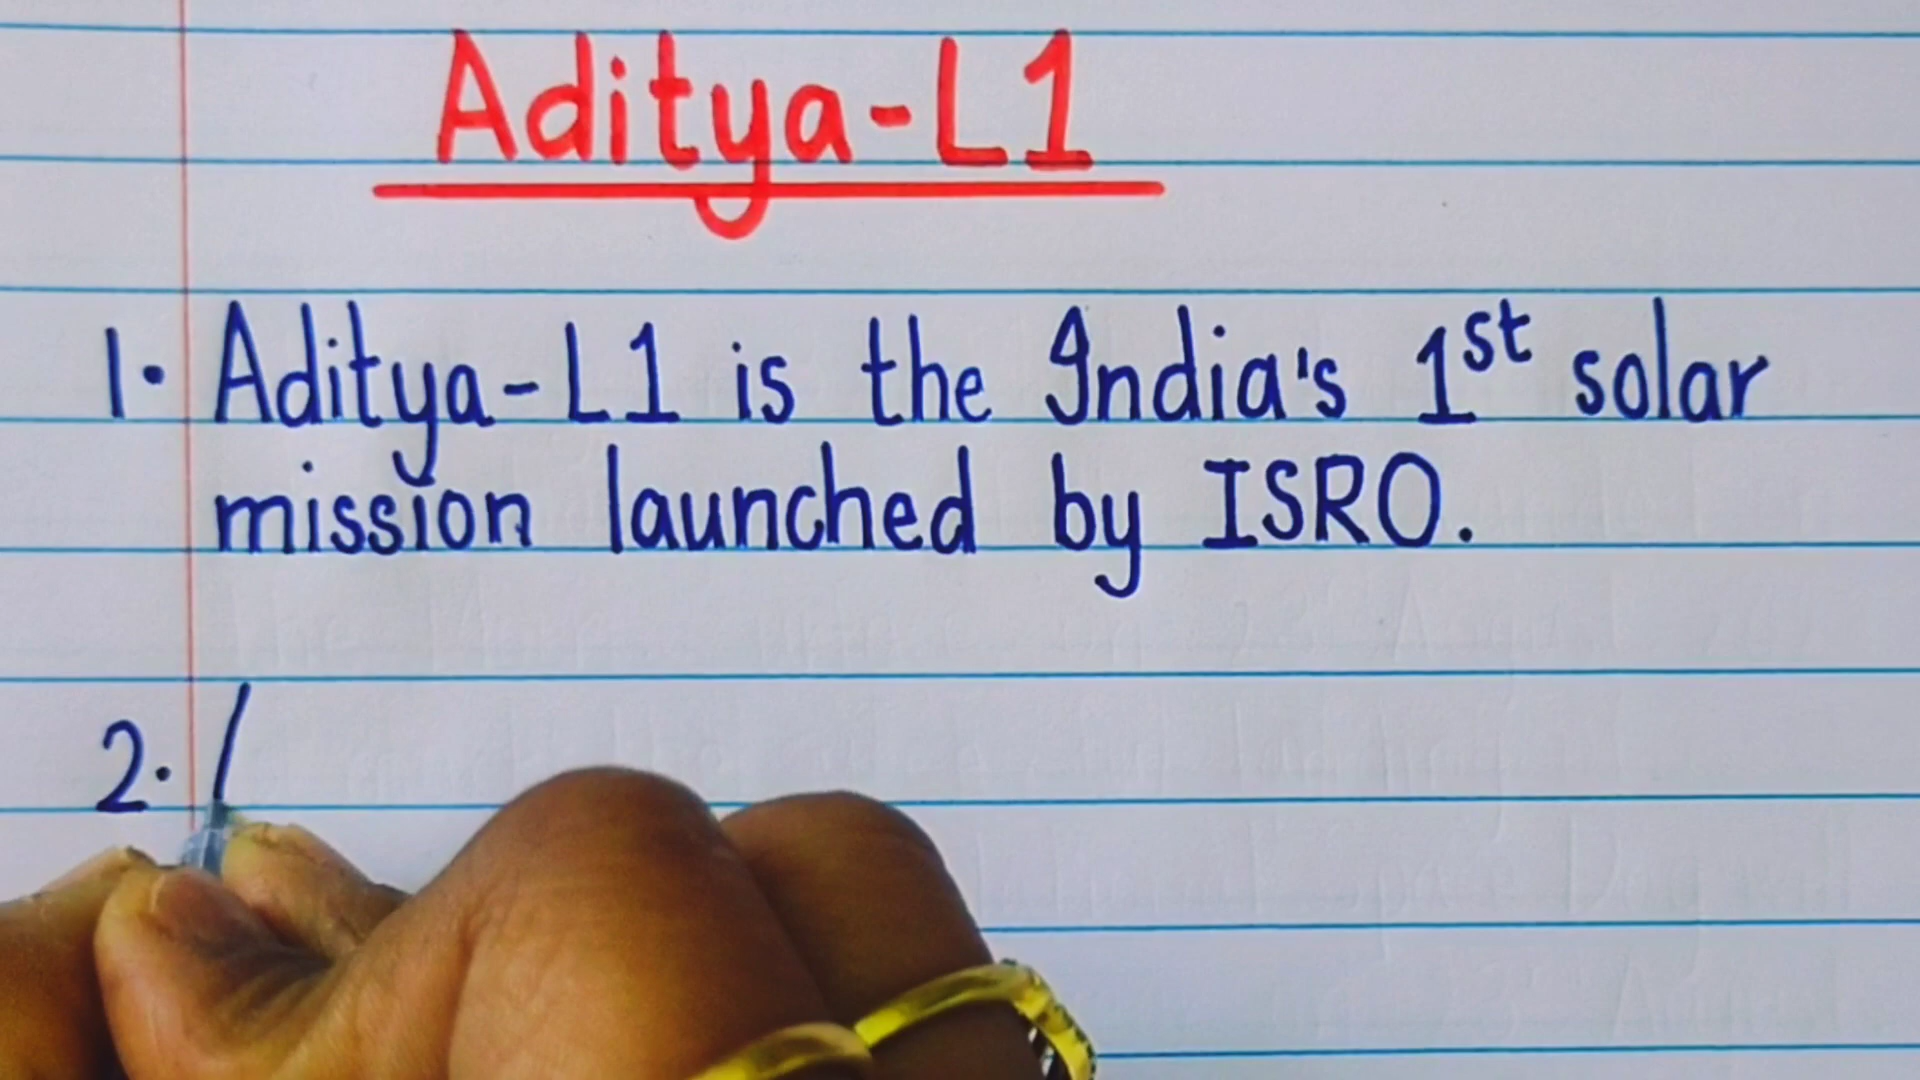 Aditya-L1
1. Aditya-L1 is the India's 1st solar
mission launched by ISRO.
2.